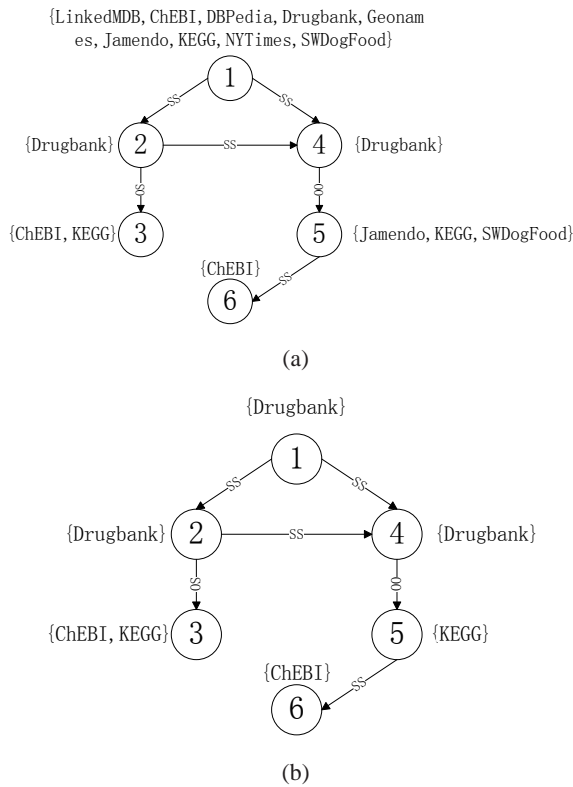 {LinkedMDB, ChEBI, DBPedia, Drugbank, Geonam
es, Jamendo, KEGG, NYTimes, SWDogFood}
1
SS
SS
{Drugbank}
2
SS
4
{Drugbank}
SO
OO
{ChEBI, KEGG}
3
5
{Jamendo, KEGG, SWDogFood}
{ChEBI}
SS
6
(a)
{Drugbank}
1
SS
SS
{Drugbank}
2
SS
4
{Drugbank}
SO
OO
{ChEBI, KEGG}
3
5
{KEGG}
{ChEBI}
SS
6
(b)